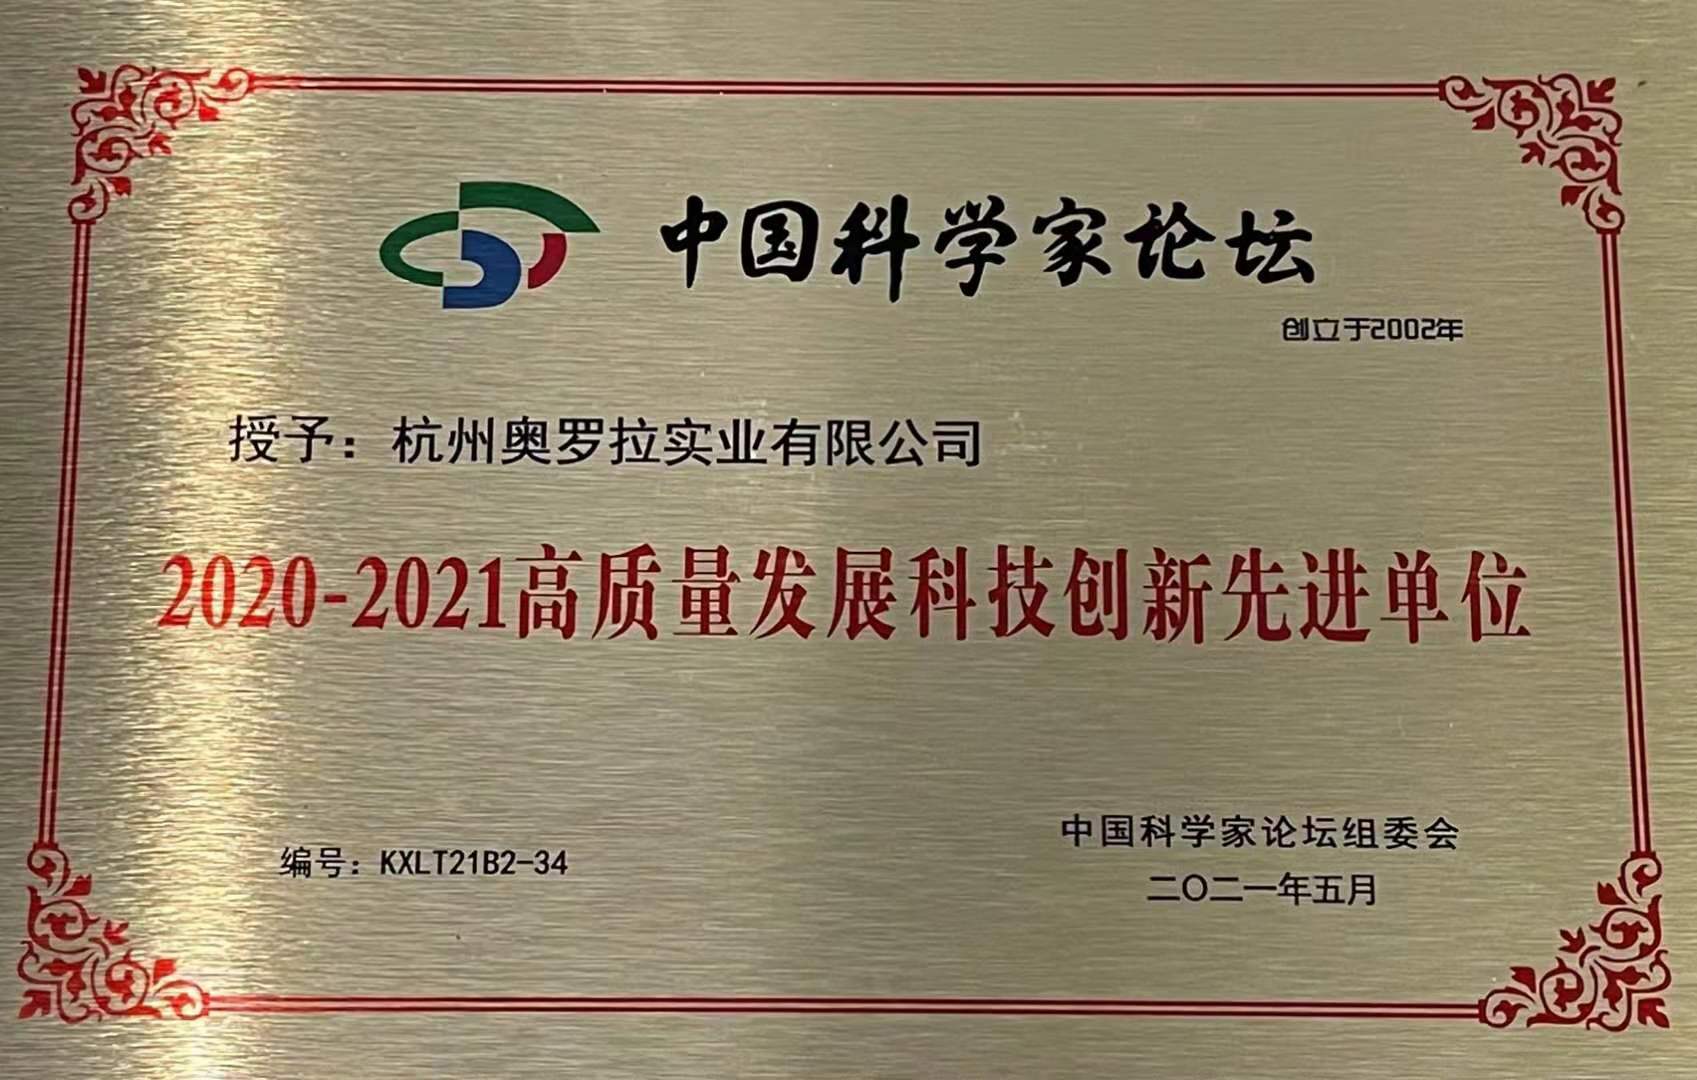 中国科学家论坛
创立于2002年
授予：杭州奥罗拉实业有限公司
2020-2021高质量发展科技创新先进单位
编号：KXLT21B2-34
中国科学家论坛组委会
二〇二一年五月